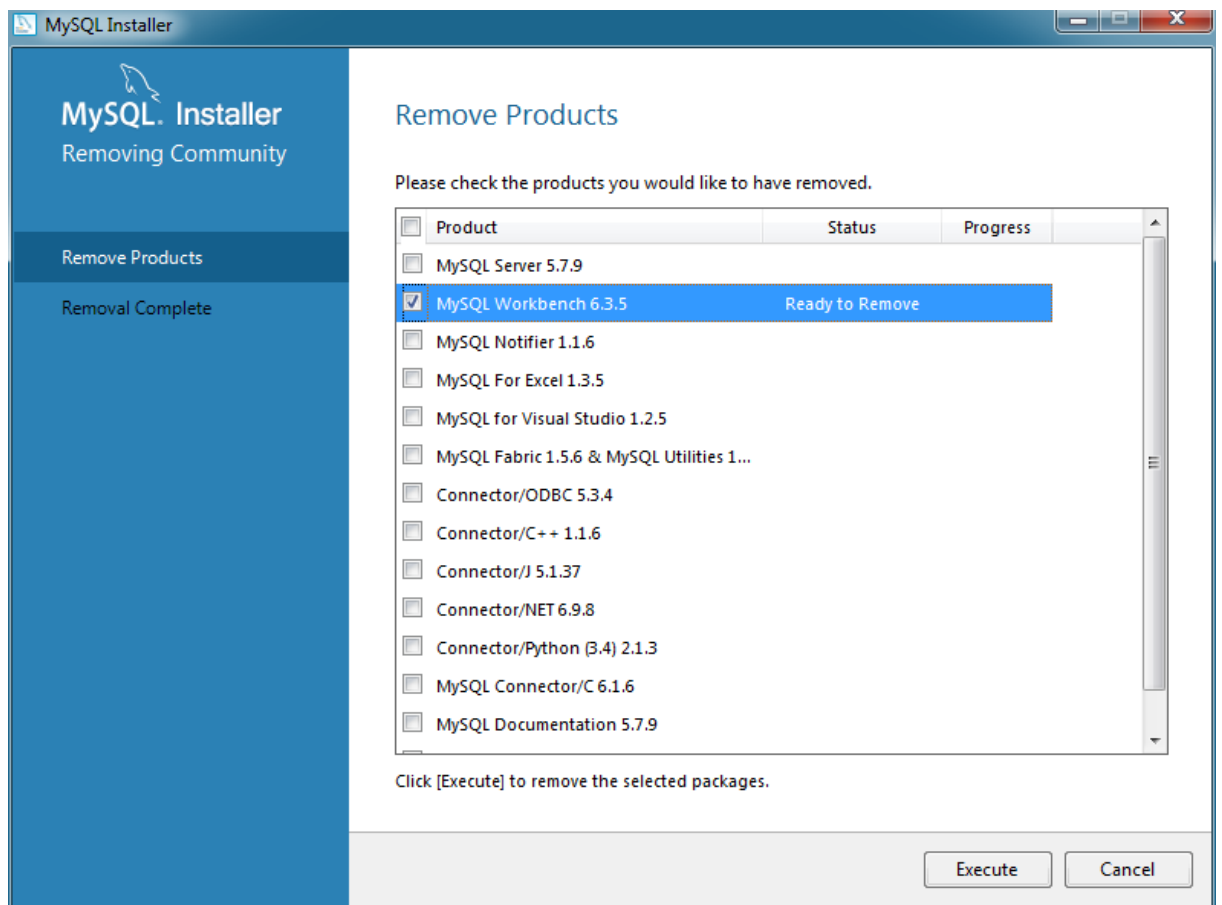 MySQL Installer
MySQL. Installer
Removing Community
Remove Products
Removal Complete
Remove Products
Please check the products you would like to have removed.
Product Status Progress
MySQL Server 5.7.9
MySQL Workbench 6.3.5 Ready to Remove
MySQL Notifier 1.1.6
MySQL For Excel 1.3.5
MySQL for Visual Studio 1.2.5
MySQL Fabric 1.5.6 & MySQL Utilities 1...
Connector/ODBC 5.3.4
Connector/C++ 1.1.6
Connector/J 5.1.37
Connector/NET 6.9.8
Connector/Python (3.4) 2.1.3
MySQL Connector/C 6.1.6
MySQL Documentation 5.7.9
Click [Execute] to remove the selected packages.
Execute Cancel